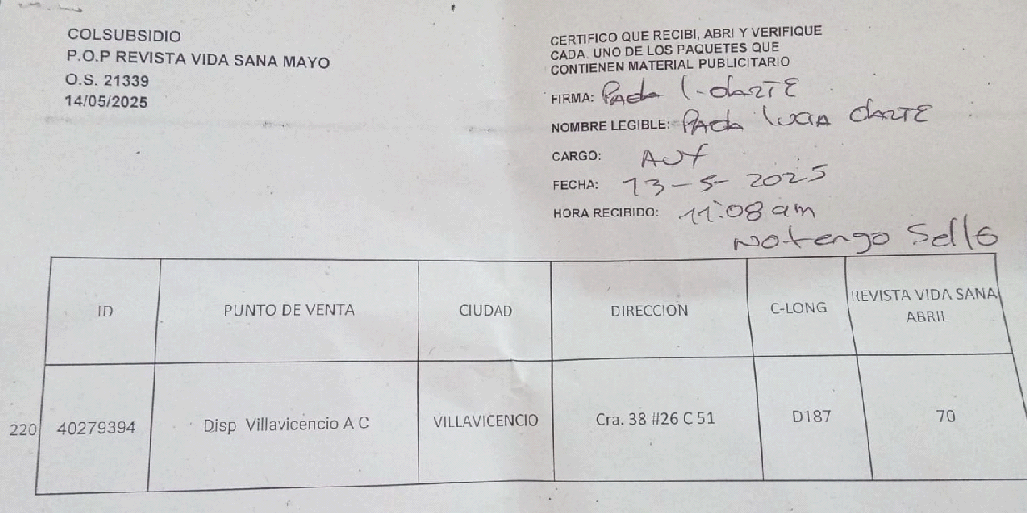 COLSUBSIDIO
P.O.P REVISTA VIDA SANA MAYO
O.S. 21339
14/05/2025
CERTIFICO QUE RECIBI, ABRI Y VERIFIQUE
CADA UNO DE LOS PAQUETES QUE
CONTIENEN MATERIAL PUBLICITARIO
FIRMA:
NOMBRE LEGIBLE: Paola Lucia
CARGO: Aux
FECHA: 13-5-2025
HORA RECIBIDO: 11:08 am
No tengo Sello
ID PUNTO DE VENTA CIUDAD DIRECCION C-LONG REVISTA VIDA SANA
ABRIL
220 40279394 Disp Villavicencio A C VILLAVICENCIO Cra. 38 #26 C 51 D187 70